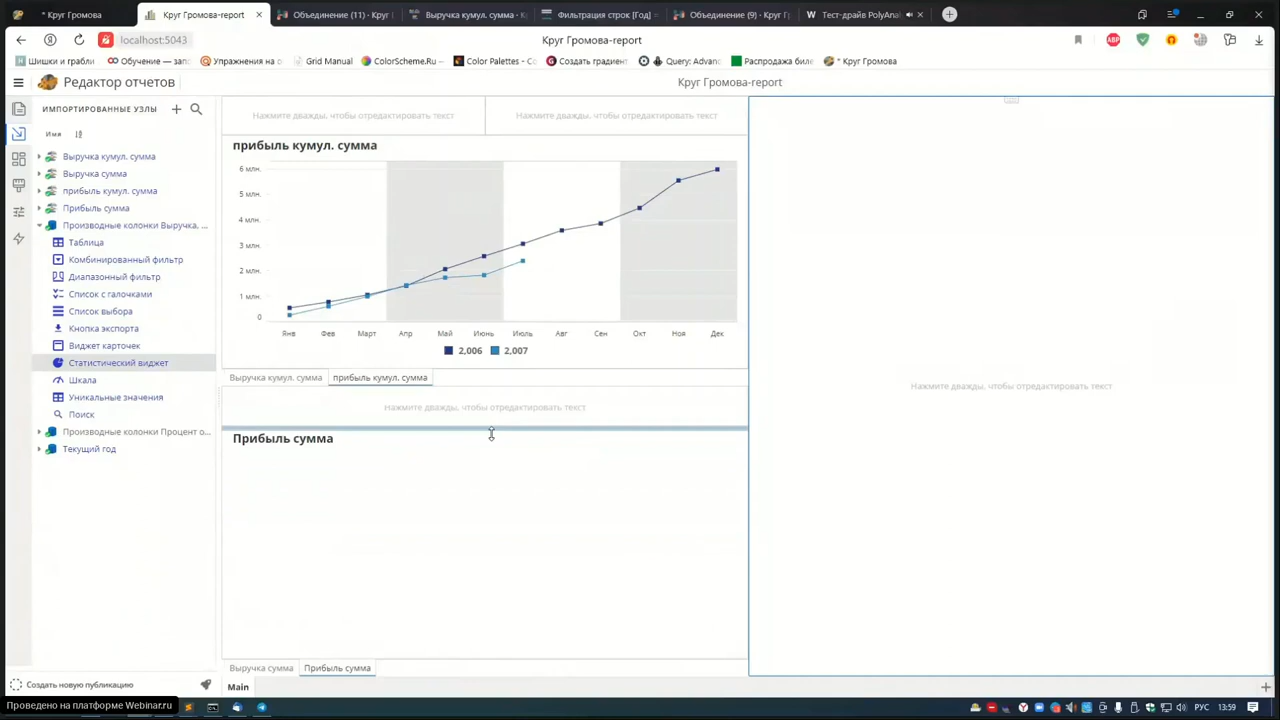 * Круг Громова
Круг Громова-report
Объединение (11) - Круг Г
Выручка кумул. сумма - К
Фильтрация строк [Год] -
Объединение (9) - Круг Г
Тест-драйв PolyAna
localhost:5043
Круг Громова-report
Шишки и грабли
Обучение — зап
Упражнения на о
Grid Manual
ColorScheme.Ru –
Color Palettes - Co
Создать градиент
Query: Advanc
Распродажа биле
* Круг Громова
Редактор отчетов
Круг Громова-report
ИМПОРТИРОВАННЫЕ УЗЛЫ
Имя
Выручка кумул. сумма
Выручка сумма
прибыль кумул. сумма
Прибыль сумма
Производные колонки Выручка, ...
Таблица
Комбинированный фильтр
Диапазонный фильтр
Список с галочками
Список выбора
Кнопка экспорта
Виджет карточек
Статистический виджет
Шкала
Уникальные значения
Поиск
Производные колонки Процент о...
Текущий год
Создать новую публикацию
Нажмите дважды, чтобы отредактировать текст
Нажмите дважды, чтобы отредактировать текст
прибыль кумул. сумма
6 млн.
5 млн.
4 млн.
3 млн.
2 млн.
1 млн.
0
Янв Фев Март Апр Май Июнь Июль Авг Сен Окт Ноя Дек
2,006 2,007
Выручка кумул. сумма
прибыль кумул. сумма
Нажмите дважды, чтобы отредактировать текст
Прибыль сумма
Выручка сумма
Прибыль сумма
Main
Нажмите дважды, чтобы отредактировать текст
Проведено на платформе Webinar.ru
РУС
13:59